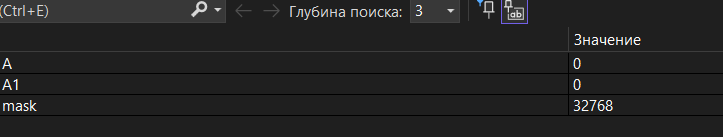 (Ctrl+E) Глубина поиска: 3
Значение
A 0
A1 0
mask 32768